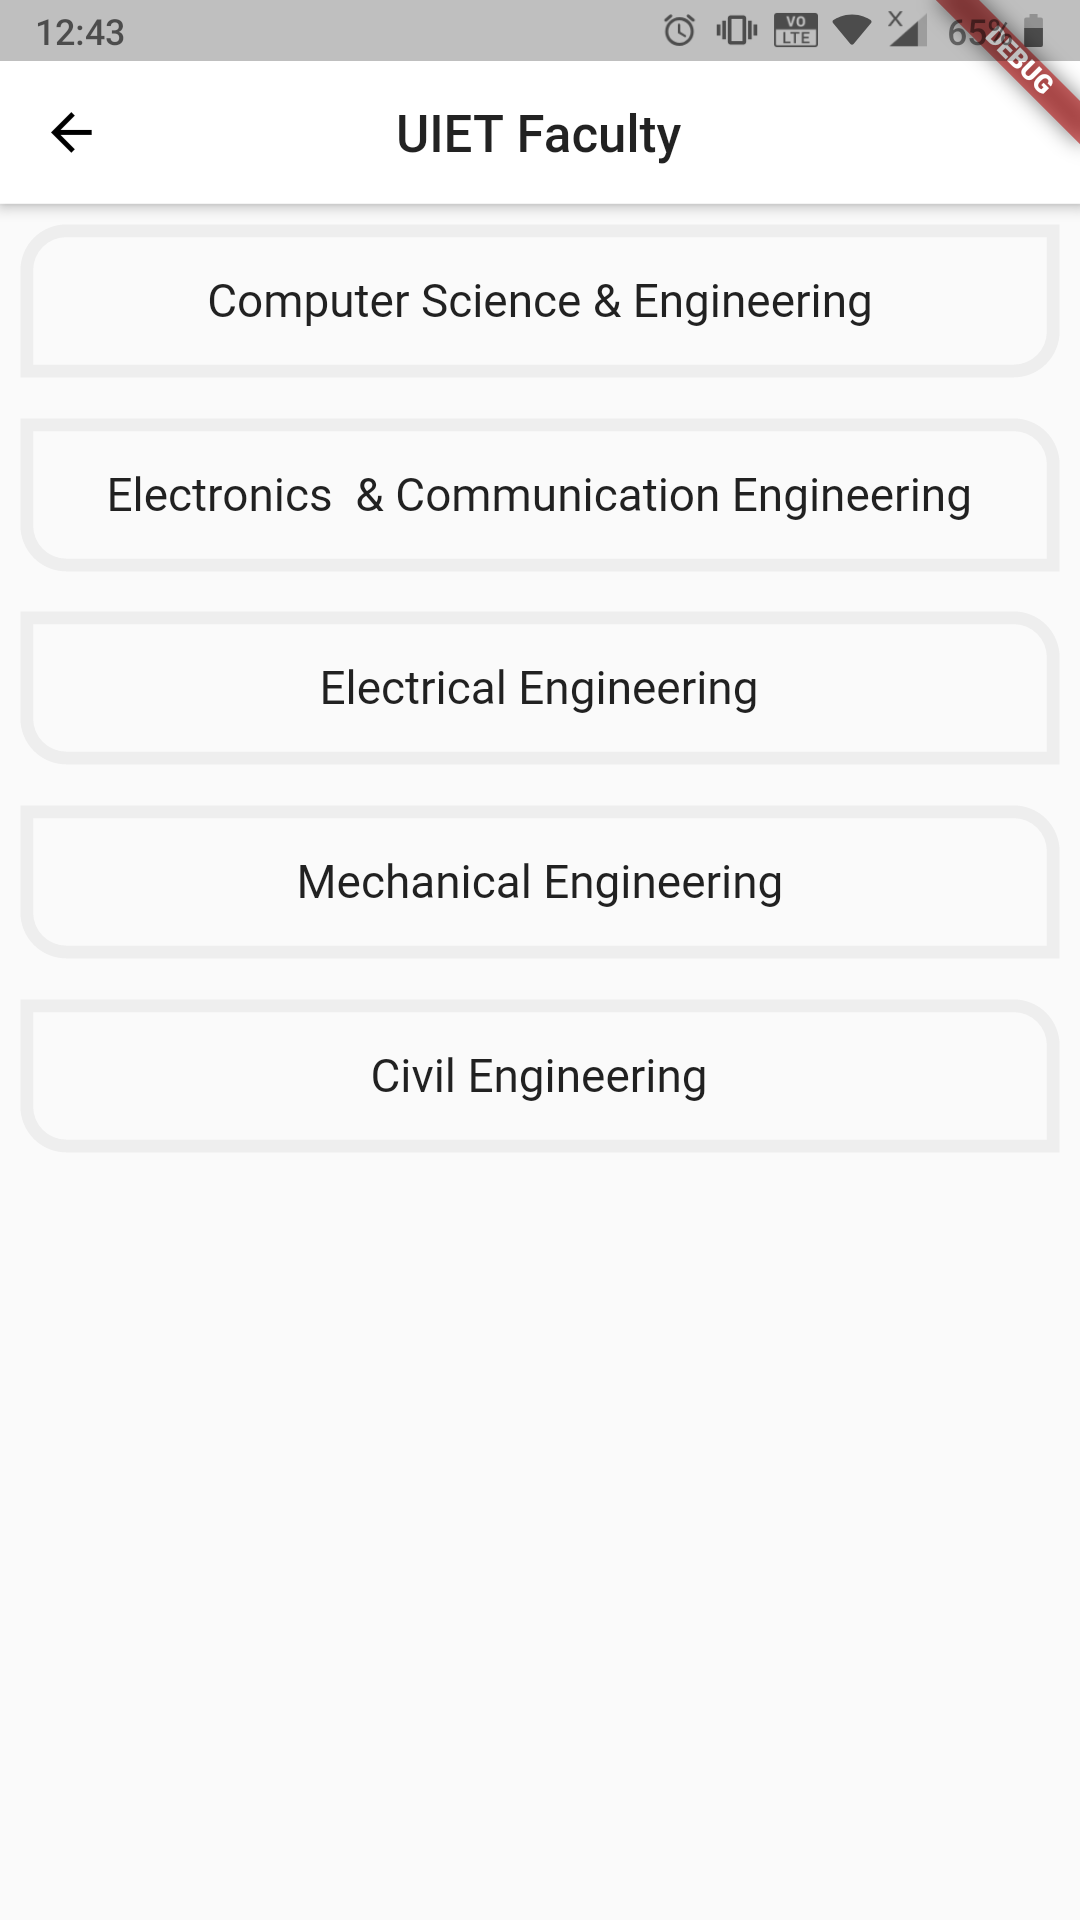 12:43
VO
LTE
X
65%
DEBUG
UIET Faculty
Computer Science & Engineering
Electronics  & Communication Engineering
Electrical Engineering
Mechanical Engineering
Civil Engineering